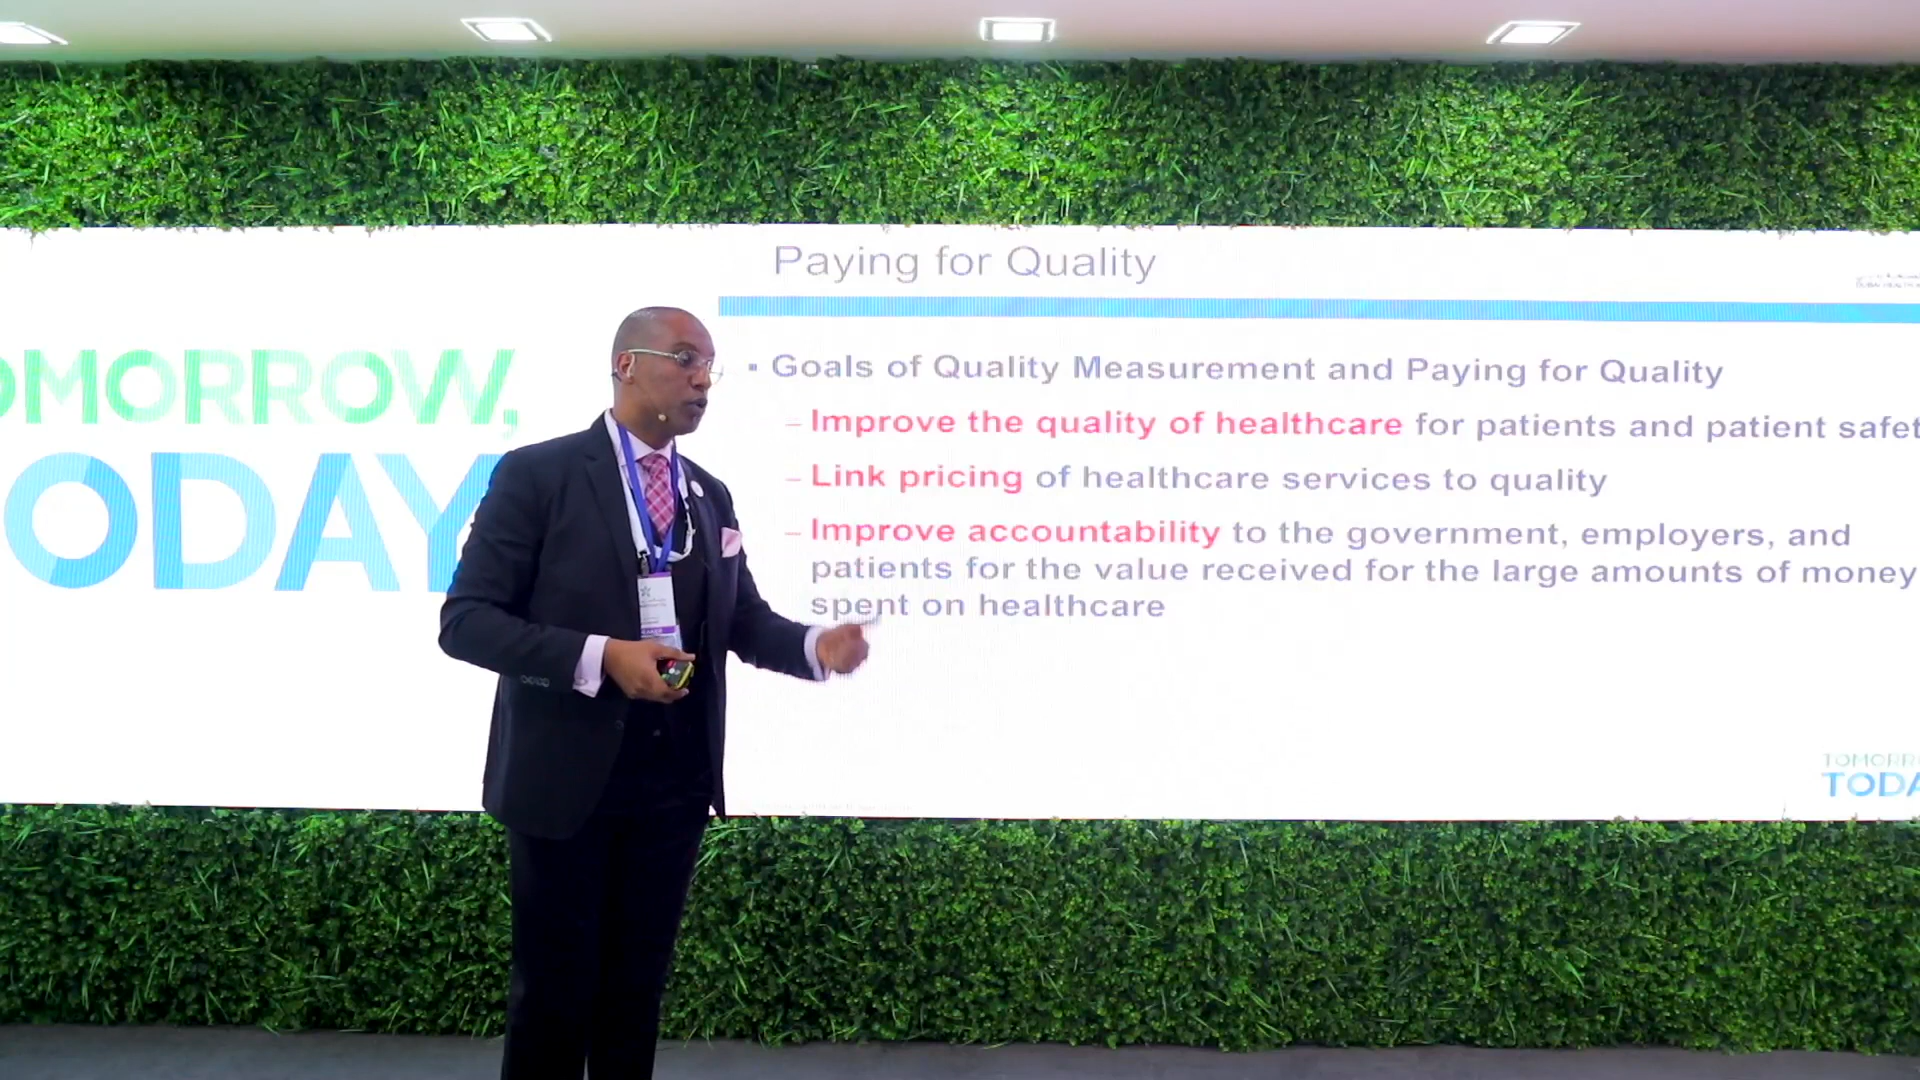 Paying for Quality
OMORROW,
ODAY
▪ Goals of Quality Measurement and Paying for Quality
– Improve the quality of healthcare for patients and patient safet
– Link pricing of healthcare services to quality
– Improve accountability to the government, employers, and
patients for the value received for the large amounts of money
spent on healthcare
TOMORR
TODA